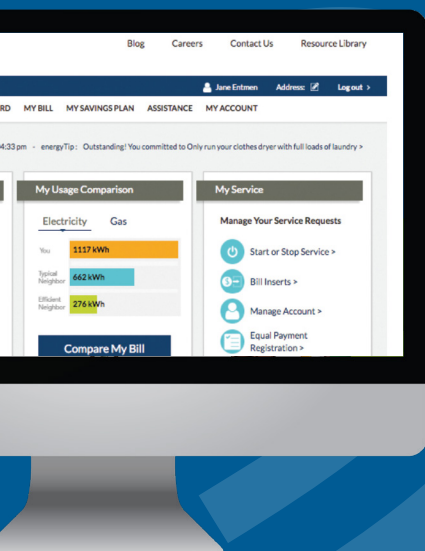 Blog Careers Contact Us Resource Library
Jane Entmen Address: Log out >
RD MY BILL MY SAVINGS PLAN ASSISTANCE MY ACCOUNT
4:33 pm - energyTip: Outstanding! You committed to Only run your clothes dryer with full loads of laundry >
My Usage Comparison
Electricity Gas
You 1117 kWh
Typical
Neighbor 662 kWh
Efficient
Neighbor 276 kWh
Compare My Bill
My Service
Manage Your Service Requests
Start or Stop Service >
Bill Inserts >
Manage Account >
Equal Payment
Registration >